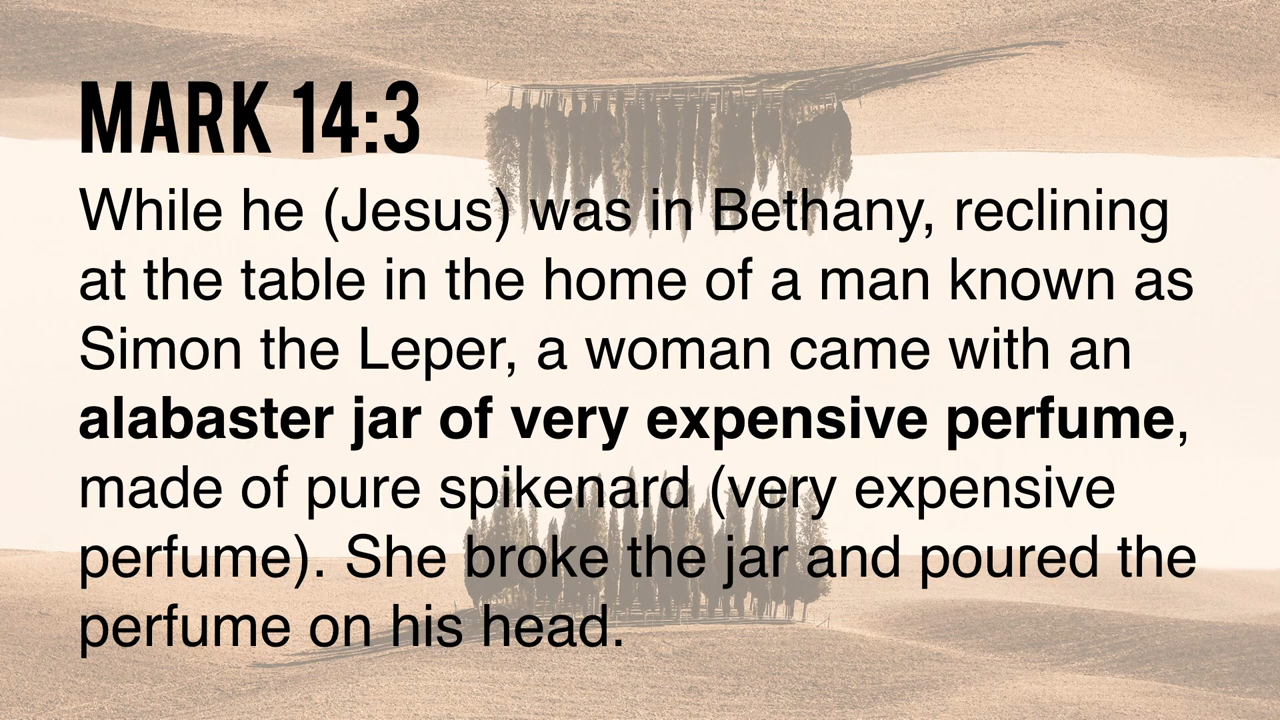 MARK 14:3
While he (Jesus) was in Bethany, reclining
at the table in the home of a man known as
Simon the Leper, a woman came with an
alabaster jar of very expensive perfume,
made of pure spikenard (very expensive
perfume). She broke the jar and poured the
perfume on his head.